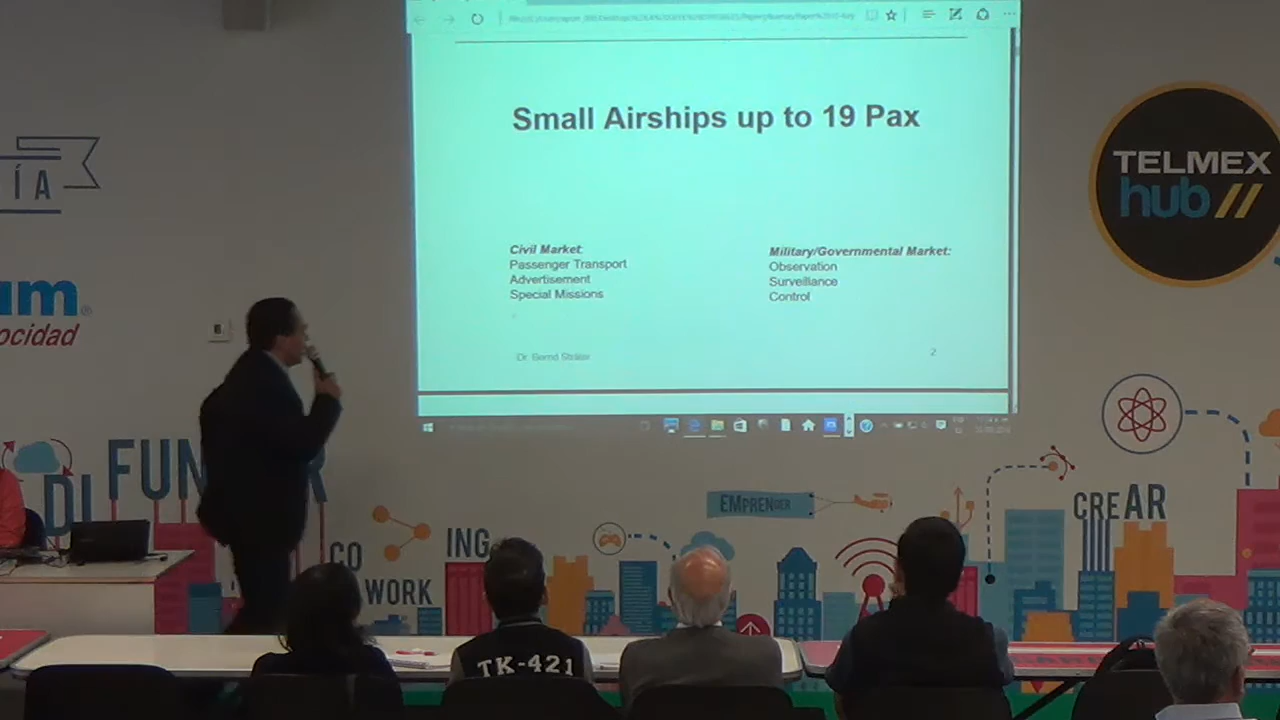 Small Airships up to 19 Pax
Civil Market:
Passenger Transport
Advertisement
Special Missions
Military/Governmental Market:
Observation
Surveillance
Control
Dr. Bernd Sträter
2
TELMEX
hub //
ÍA
um®
ocidad
DI
FUN
R
CO
WORK
ING
EMPRENDER
CREAR
TK-421